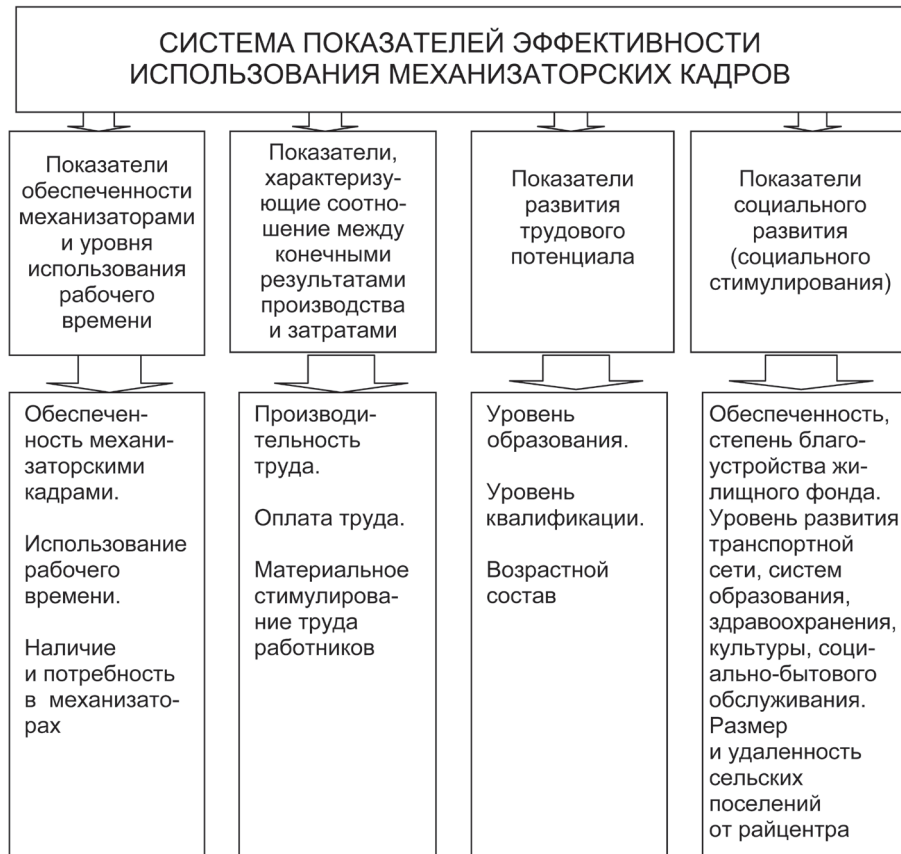 СИСТЕМА ПОКАЗАТЕЛЕЙ ЭФФЕКТИВНОСТИ
ИСПОЛЬЗОВАНИЯ МЕХАНИЗАТОРСКИХ КАДРОВ
Показатели
обеспеченности
механизаторами
и уровня
использования
рабочего
времени
Показатели,
характеризу-
ющие соотно-
шение между
конечными
результатами
производства
и затратами
Показатели
развития
трудового
потенциала
Показатели
социального
развития
(социального
стимулирования)
Обеспечен-
ность механи-
заторскими
кадрами.
Использование
рабочего
времени.
Наличие
и потребность
в механизато-
рах
Производи-
тельность
труда.
Оплата труда.
Материальное
стимулирова-
ние труда
работников
Уровень
образования.
Уровень
квалификации.
Возрастной
состав
Обеспеченность,
степень благо-
устройства жи-
лищного фонда.
Уровень развития
транспортной
сети, систем
образования,
здравоохранения,
культуры, соци-
ально-бытового
обслуживания.
Размер
и удаленность
сельских
поселений
от райцентра